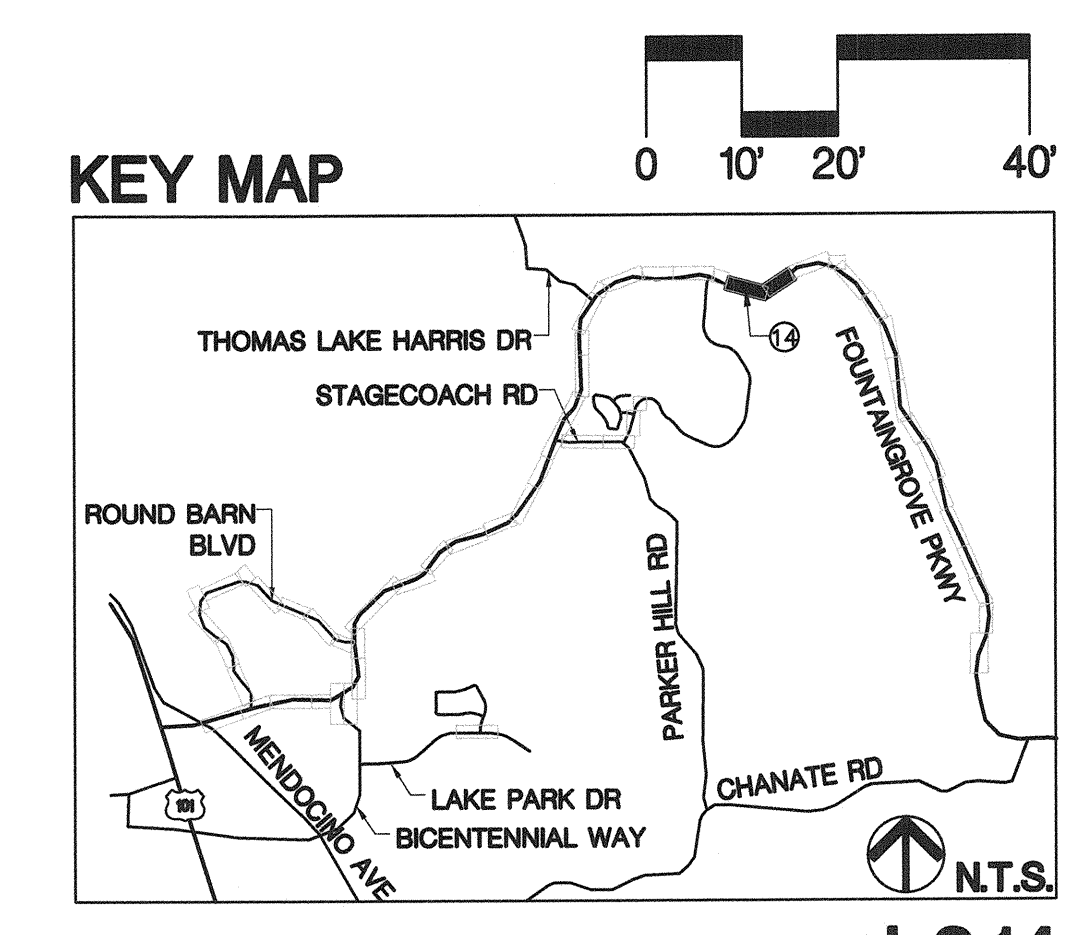 0 10' 20' 40'
KEY MAP
THOMAS LAKE HARRIS DR
14
STAGECOACH RD
FOUNTAINGROVE PKWY
ROUND BARN
BLVD
PARKER HILL RD
MENDOCINO AVE
101
CHANATE RD
LAKE PARK DR
BICENTENNIAL WAY
N.T.S.